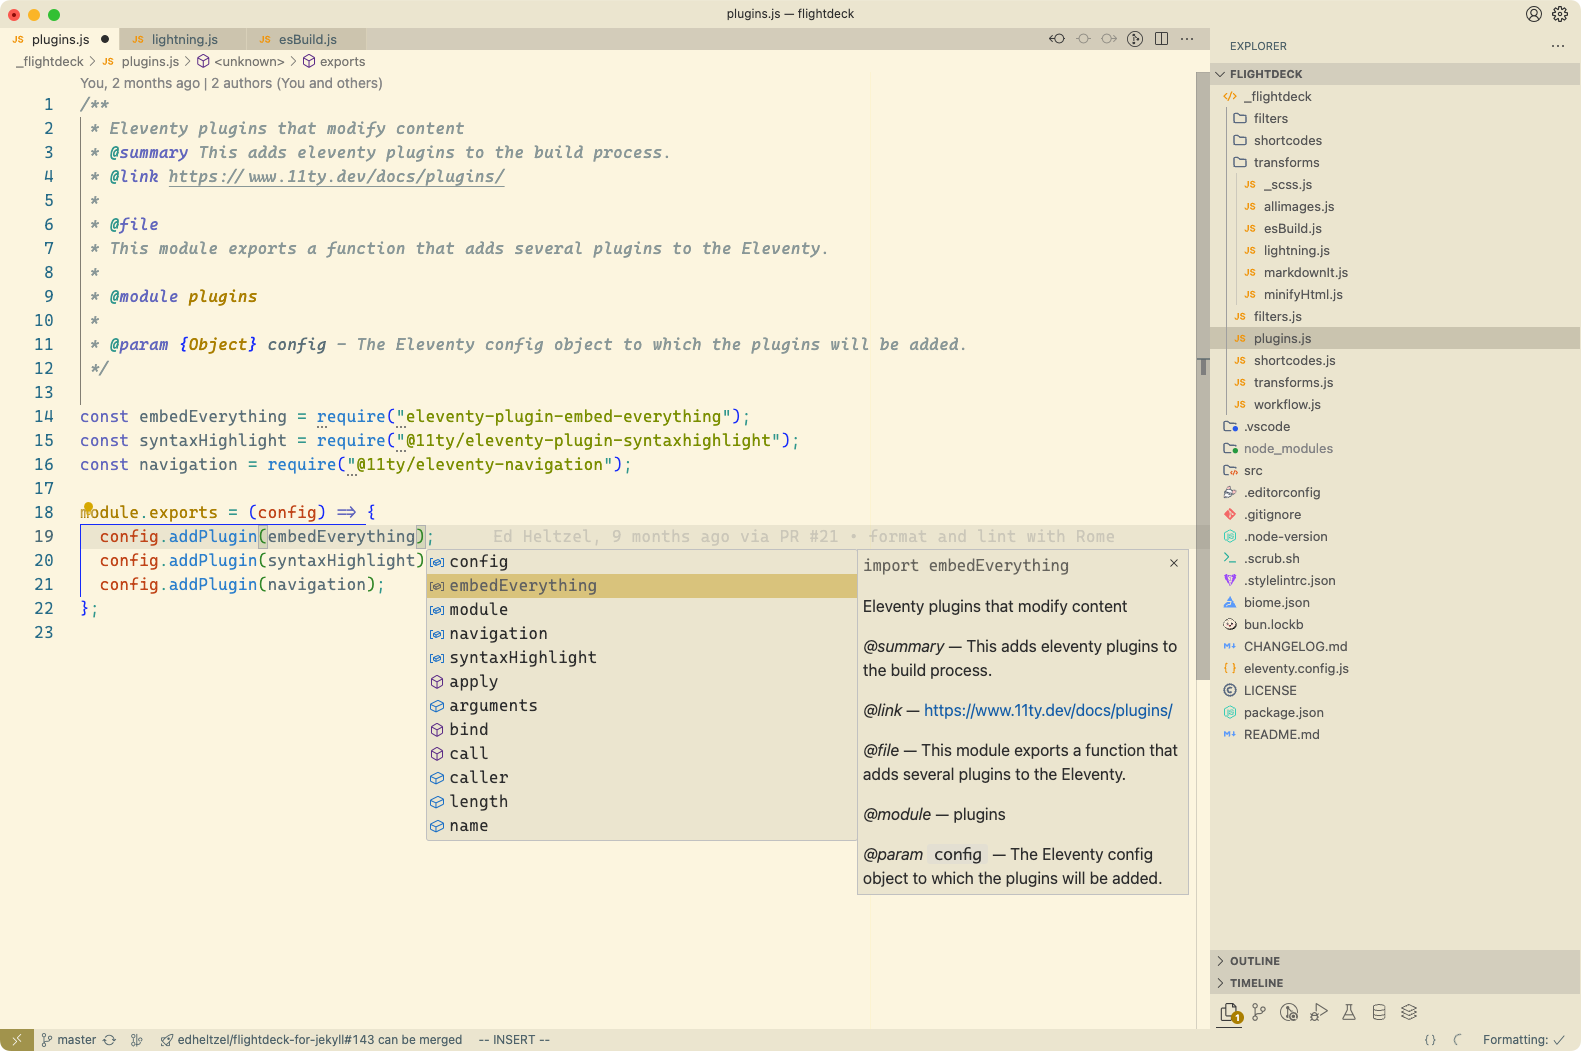 plugins.js — flightdeck
JS plugins.js
JS lightning.js
JS esBuild.js
_flightdeck > JS plugins.js > <unknown> > exports
You, 2 months ago | 2 authors (You and others)
1 /**
2 * Eleventy plugins that modify content
3 * @summary This adds eleventy plugins to the build process.
4 * @link https://www.11ty.dev/docs/plugins/
5 *
6 * @file
7 * This module exports a function that adds several plugins to the Eleventy.
8 *
9 * @module plugins
10 *
11 * @param {Object} config - The Eleventy config object to which the plugins will be added.
12 */
13
14 const embedEverything = require("eleventy-plugin-embed-everything");
15 const syntaxHighlight = require("@11ty/eleventy-plugin-syntaxhighlight");
16 const navigation = require("@11ty/eleventy-navigation");
17
18 module.exports = (config) => {
19 config.addPlugin(embedEverything); Ed Heltzel, 9 months ago via PR #21 • format and lint with Rome
20 config.addPlugin(syntaxHighlight)
21 config.addPlugin(navigation);
22 };
23
config
embedEverything
module
navigation
syntaxHighlight
apply
arguments
bind
call
caller
length
name
import embedEverything
Eleventy plugins that modify content
@summary — This adds eleventy plugins to
the build process.
@link — https://www.11ty.dev/docs/plugins/
@file — This module exports a function that
adds several plugins to the Eleventy.
@module — plugins
@param config — The Eleventy config
object to which the plugins will be added.
EXPLORER
FLIGHTDECK
_flightdeck
filters
shortcodes
transforms
JS _scss.js
JS allimages.js
JS esBuild.js
JS lightning.js
JS markdownIt.js
JS minifyHtml.js
JS filters.js
JS plugins.js
JS shortcodes.js
JS transforms.js
JS workflow.js
.vscode
node_modules
src
.editorconfig
.gitignore
.node-version
.scrub.sh
.stylelintrc.json
biome.json
bun.lockb
CHANGELOG.md
eleventy.config.js
LICENSE
package.json
README.md
OUTLINE
TIMELINE
1
master
edheltzel/flightdeck-for-jekyll#143 can be merged
-- INSERT --
{ }
Formatting: ✓